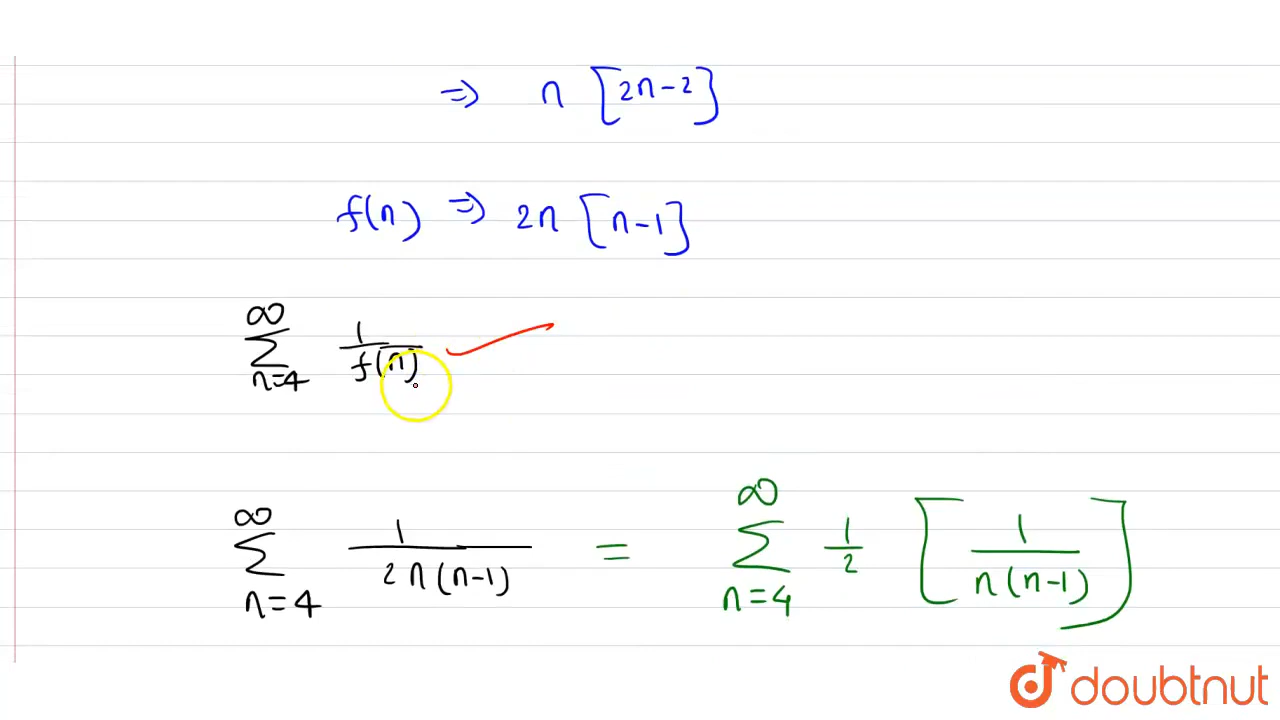 ⇒ n [2n-2]
f(n) ⇒ 2n [n-1]
∞ ∑ n=4 1/f(n)
∞ ∑ n=4 1/2n(n-1) = ∞ ∑ n=4 1/2 [1/n(n-1)]
doubtnut